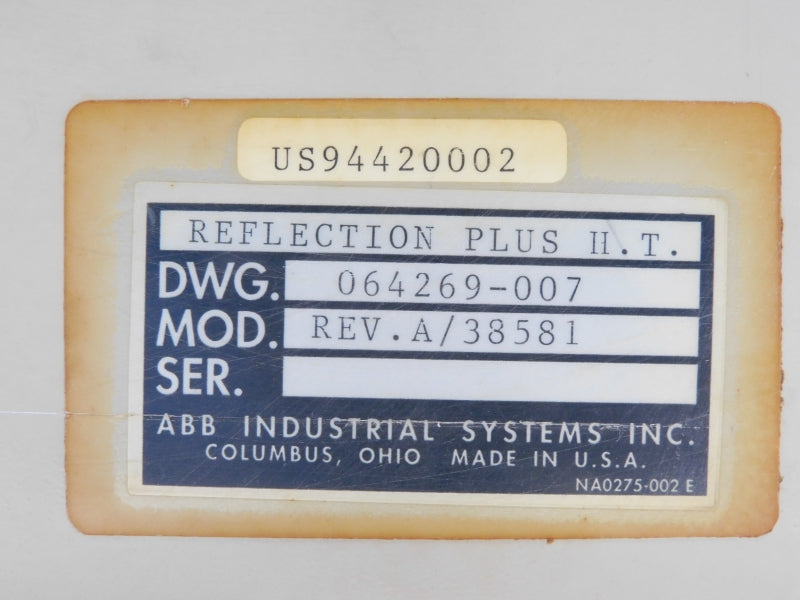 US94420002
REFLECTION PLUS H.T.
DWG. 064269-007
MOD. REV.A/38581
SER.
ABB INDUSTRIAL SYSTEMS INC.
COLUMBUS, OHIO MADE IN U.S.A.
NA0275-002 E